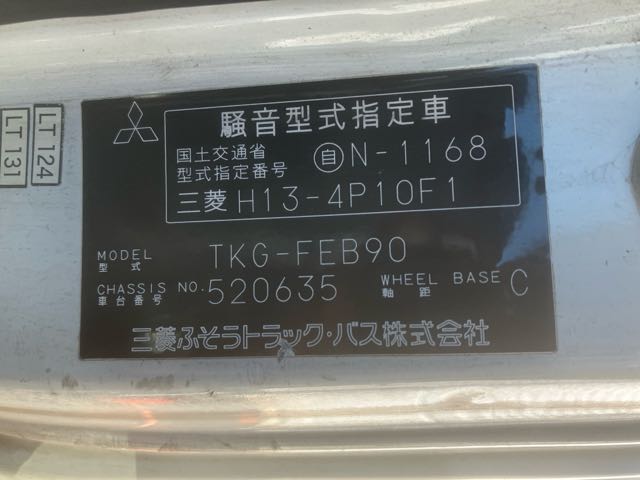 騒音型式指定車
国土交通省
型式指定番号 自N-1168
三菱 H13-4P10F1
MODEL
型式 TKG-FEB90
CHASSIS NO.
車台番号 520635 WHEEL BASE
軸距 C
三菱ふそうトラック・バス株式会社
LT 124
LT 131